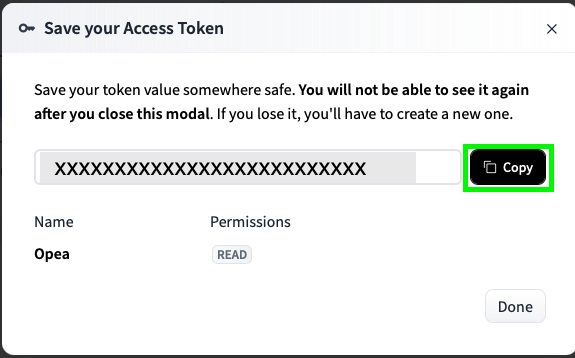 Save your Access Token
Save your token value somewhere safe. You will not be able to see it again
after you close this modal. If you lose it, you'll have to create a new one.
XXXXXXXXXXXXXXXXXXXXXXXXXX
Copy
Name Permissions
Opea READ
Done